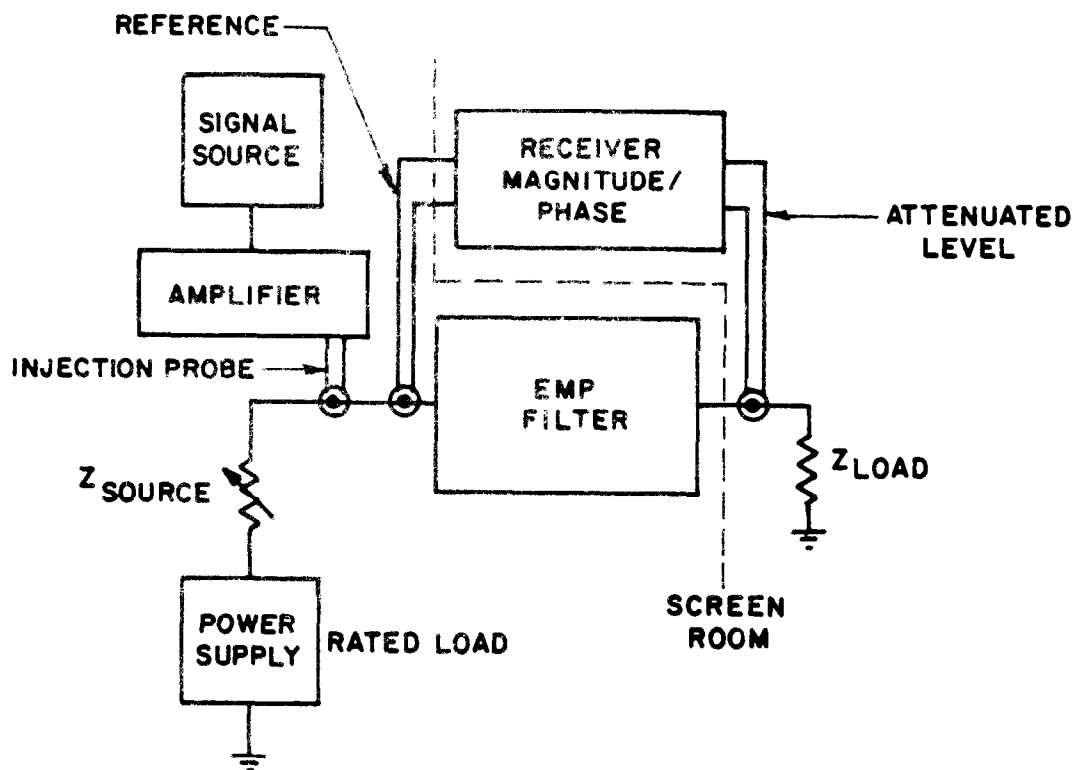 REFERENCE
SIGNAL
SOURCE
RECEIVER
MAGNITUDE/
PHASE
ATTENUATED
LEVEL
AMPLIFIER
INJECTION PROBE
EMP
FILTER
Z SOURCE
Z LOAD
POWER
SUPPLY
RATED LOAD
SCREEN
ROOM